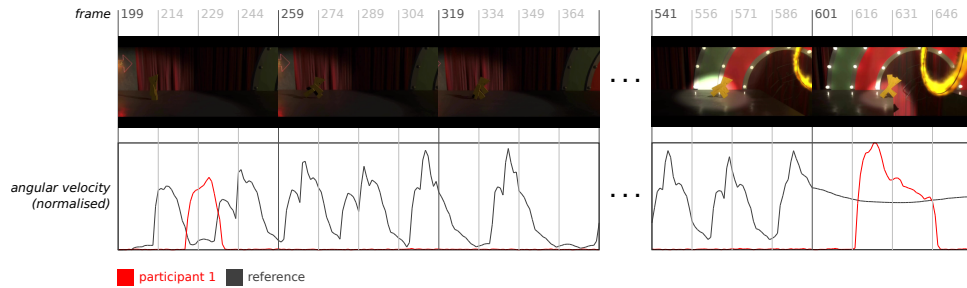 frame 199 214 229 244 259 274 289 304 319 334 349 364 541 556 571 586 601 616 631 646
...
angular velocity
(normalised)
...
participant 1 reference